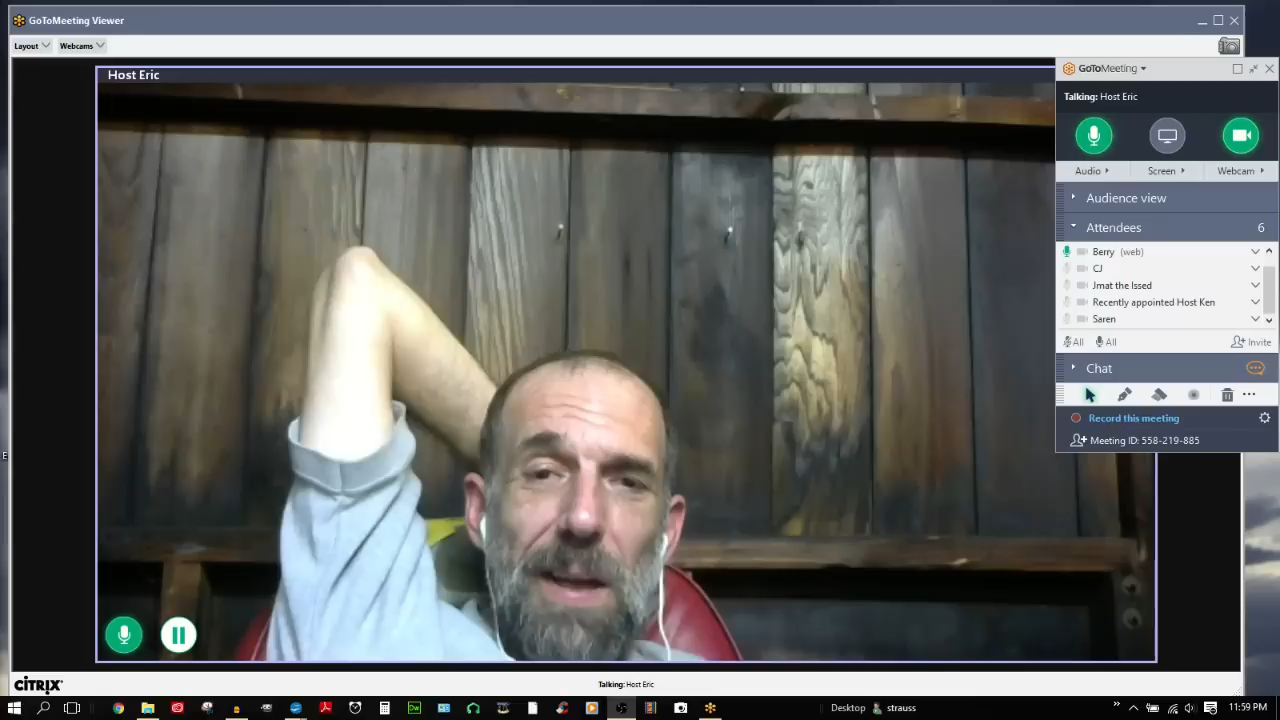 GoToMeeting Viewer
Layout
Webcams
Host Eric
GoToMeeting
Talking: Host Eric
Audio
Screen
Webcam
Audience view
Attendees 6
Berry (web)
CJ
Jmat the Issed
Recently appointed Host Ken
Saren
All
All
Invite
Chat
Record this meeting
Meeting ID: 558-219-885
E
CITRIX
Talking: Host Eric
Dw
Desktop
strauss
11:59 PM